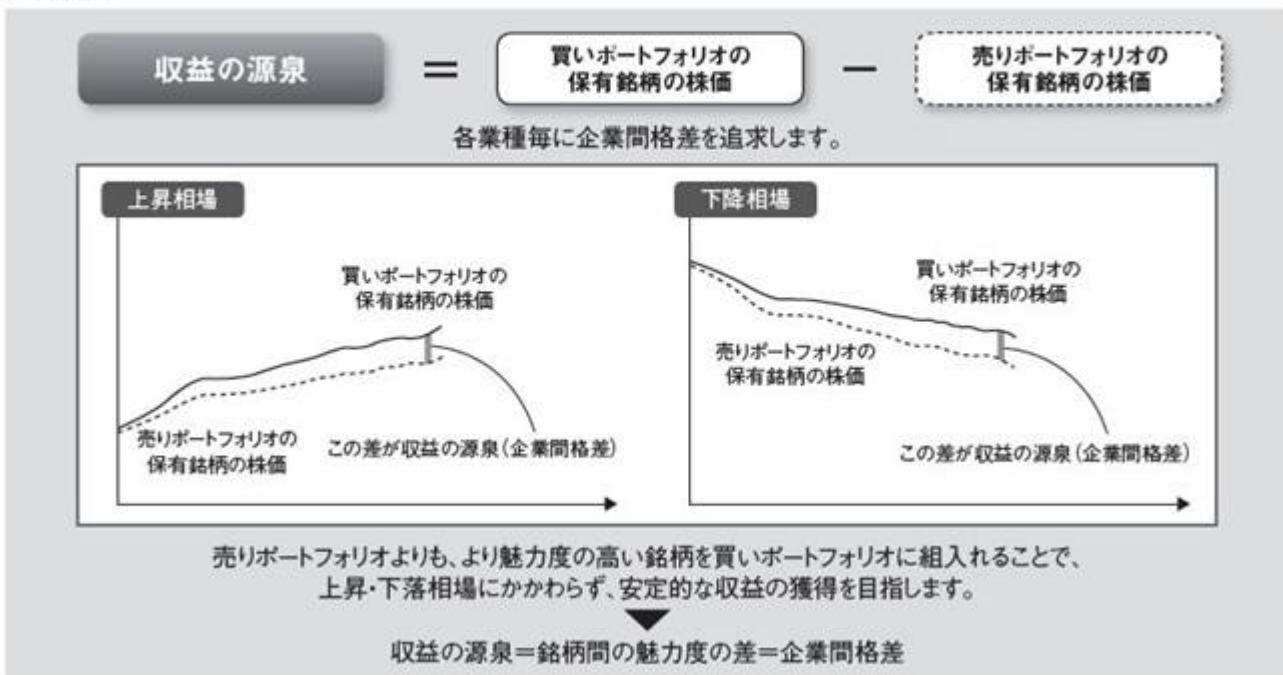 収益の源泉 = 買いポートフォリオの
保有銘柄の株価 − 売りポートフォリオの
保有銘柄の株価
各業種毎に企業間格差を追求します。
上昇相場
買いポートフォリオの
保有銘柄の株価
売りポートフォリオの
保有銘柄の株価
この差が収益の源泉(企業間格差)
下降相場
買いポートフォリオの
保有銘柄の株価
売りポートフォリオの
保有銘柄の株価
この差が収益の源泉(企業間格差)
売りポートフォリオよりも、より魅力度の高い銘柄を買いポートフォリオに組入れることで、
上昇・下落相場にかかわらず、安定的な収益の獲得を目指します。
収益の源泉=銘柄間の魅力度の差=企業間格差